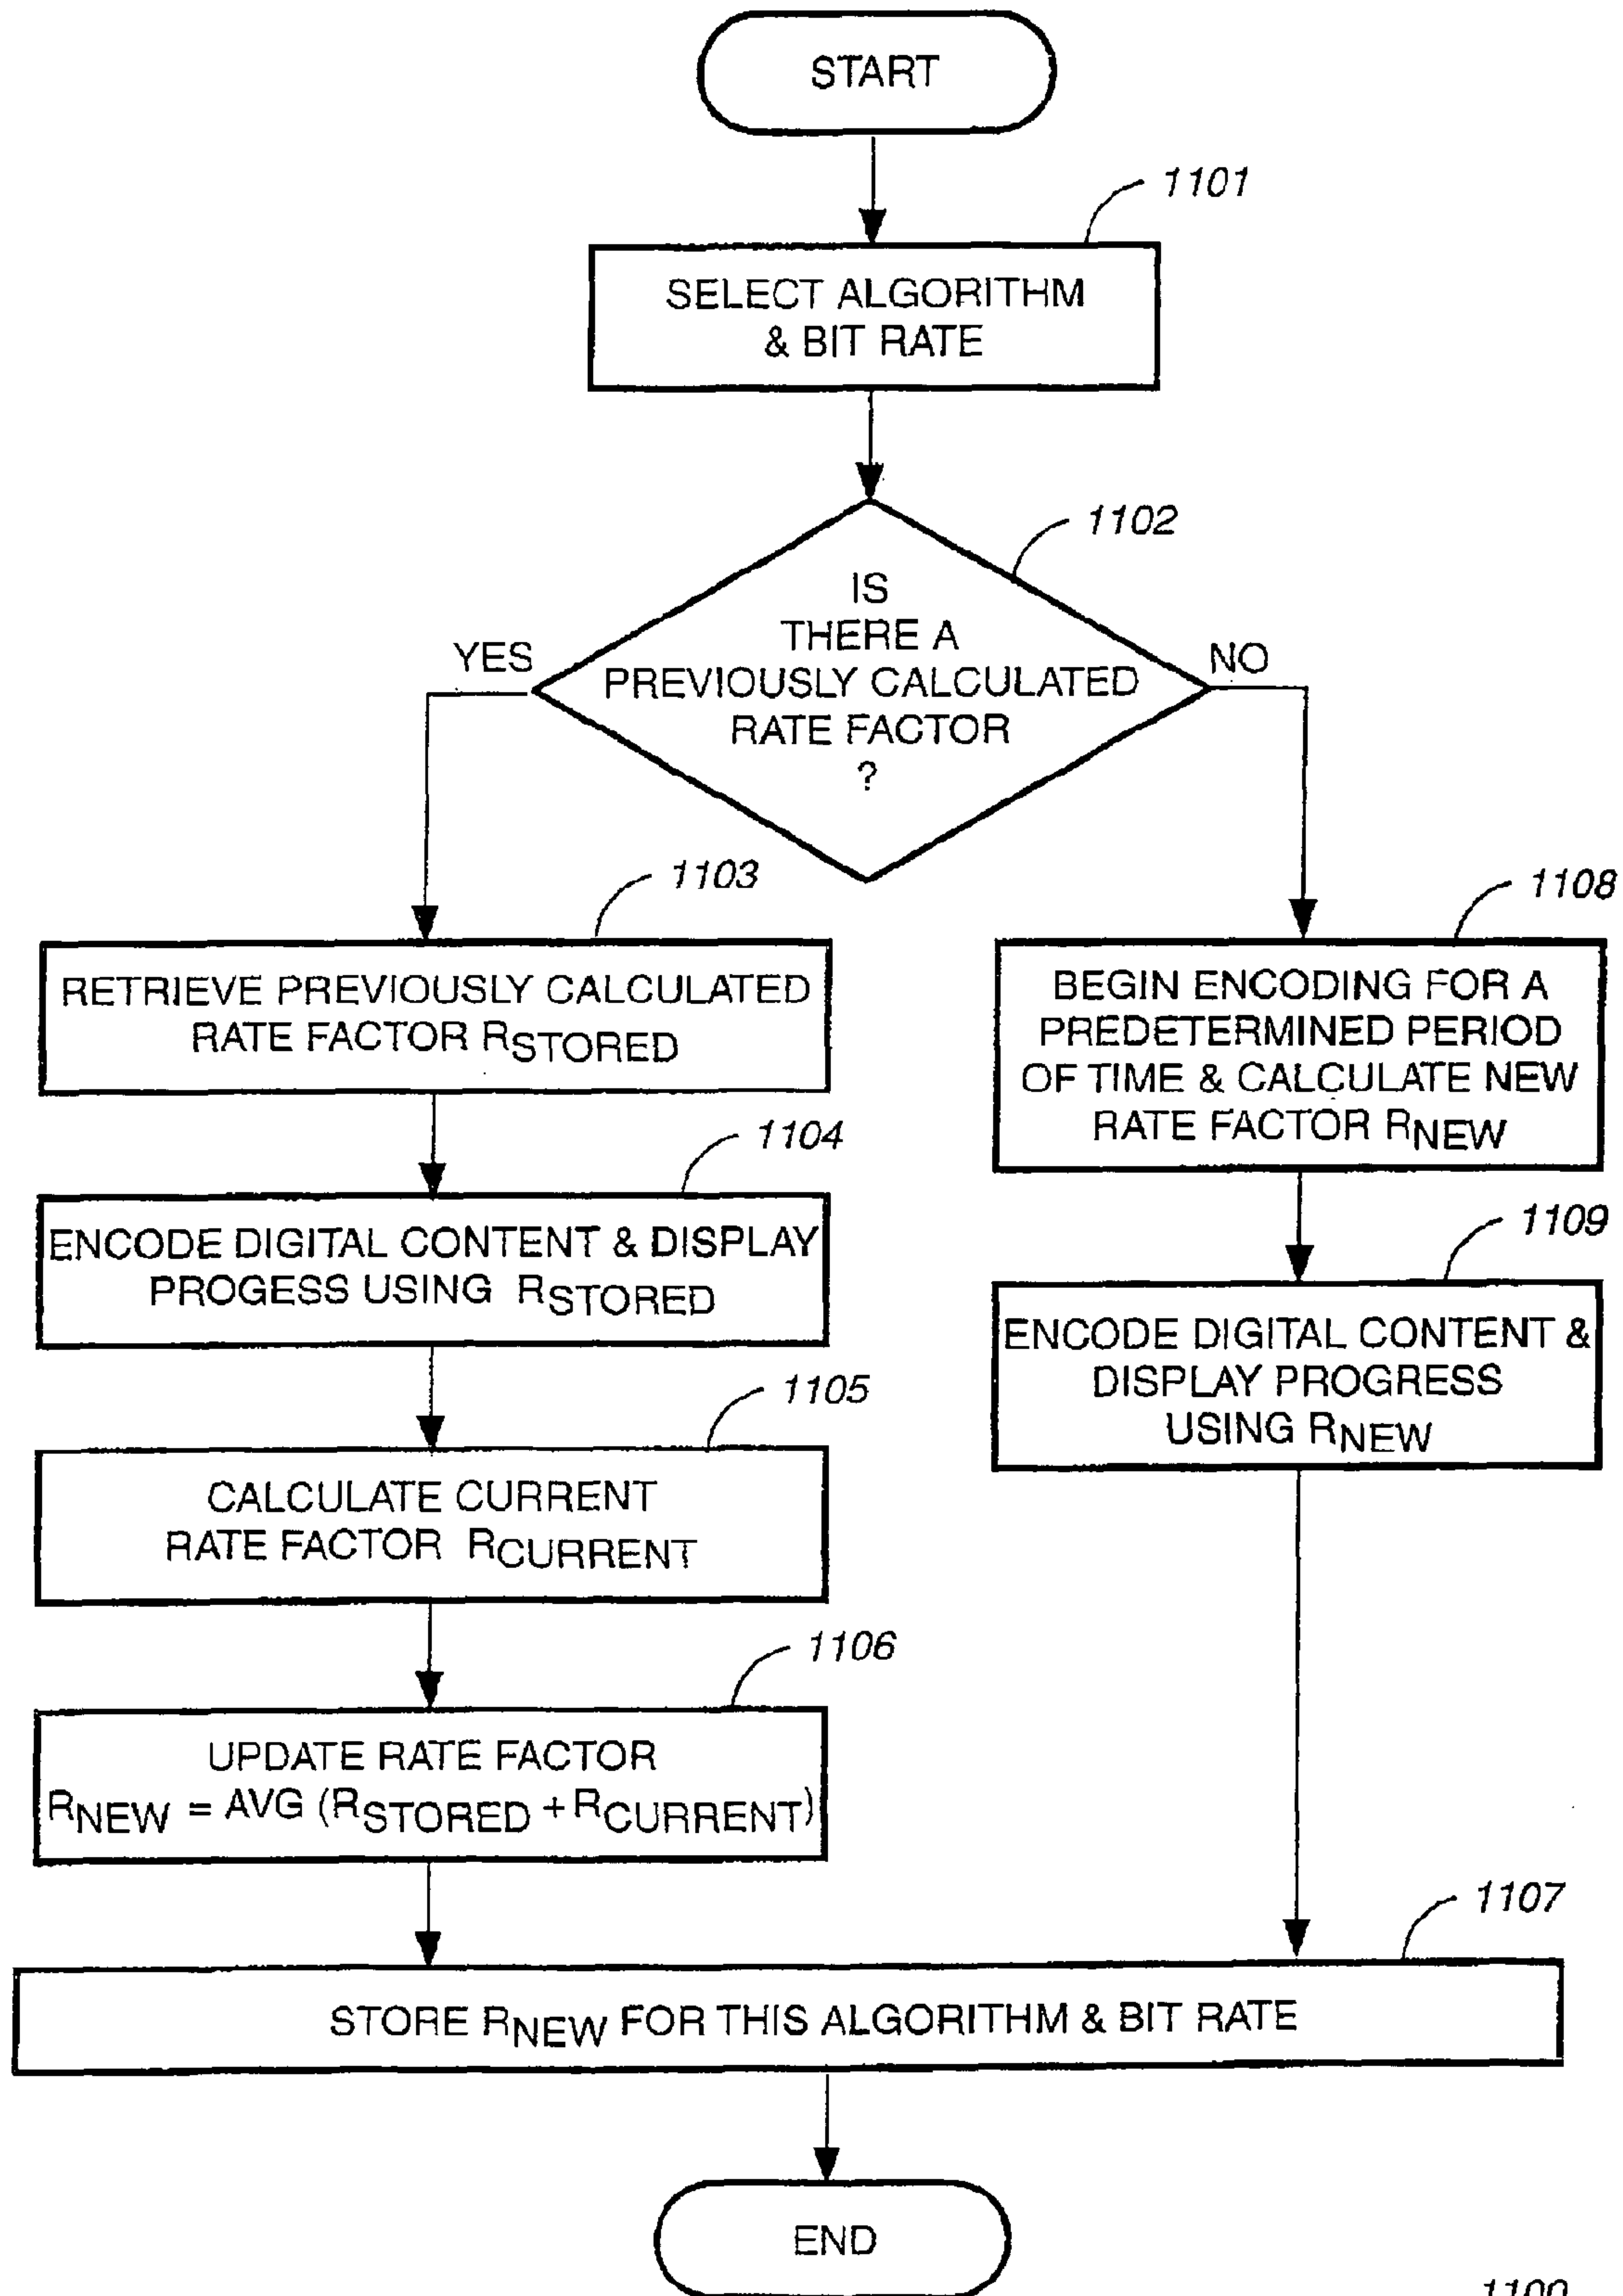 START
1101
SELECT ALGORITHM
& BIT RATE
1102
IS
THERE A
PREVIOUSLY CALCULATED
RATE FACTOR
?
YES
NO
1103
RETRIEVE PREVIOUSLY CALCULATED
RATE FACTOR RSTORED
1104
ENCODE DIGITAL CONTENT & DISPLAY
PROGESS USING RSTORED
1105
CALCULATE CURRENT
RATE FACTOR RCURRENT
1106
UPDATE RATE FACTOR
RNEW = AVG (RSTORED + RCURRENT)
1108
BEGIN ENCODING FOR A
PREDETERMINED PERIOD
OF TIME & CALCULATE NEW
RATE FACTOR RNEW
1109
ENCODE DIGITAL CONTENT &
DISPLAY PROGRESS
USING RNEW
1107
STORE RNEW FOR THIS ALGORITHM & BIT RATE
END
1100